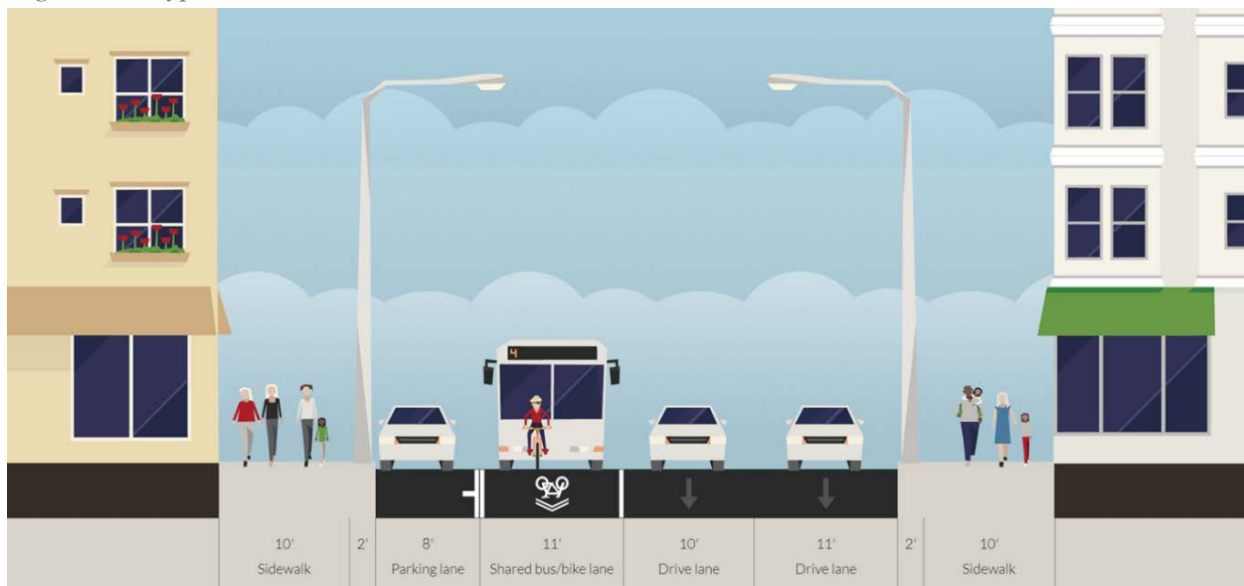 4
10'
Sidewalk
2'
8'
Parking lane
11'
Shared bus/bike lane
10'
Drive lane
11'
Drive lane
2'
10'
Sidewalk